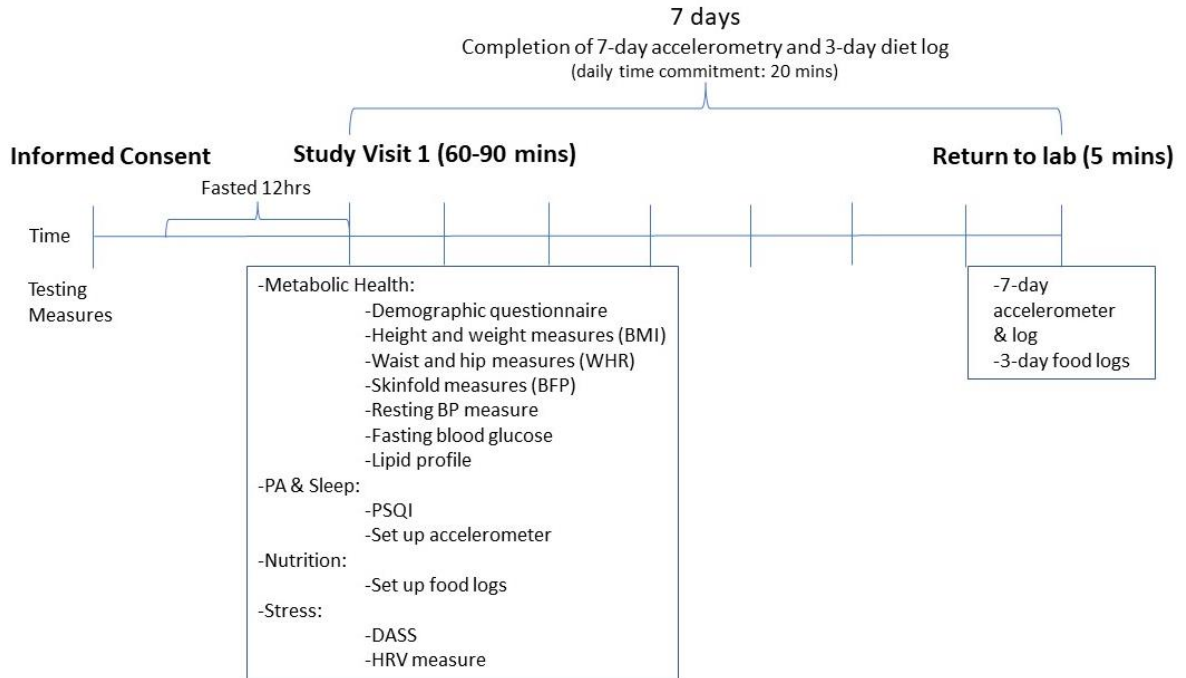 7 days
Completion of 7-day accelerometry and 3-day diet log
(daily time commitment: 20 mins)
Informed Consent
Study Visit 1 (60-90 mins)
Return to lab (5 mins)
Fasted 12hrs
Time
Testing
Measures
-Metabolic Health:
-Demographic questionnaire
-Height and weight measures (BMI)
-Waist and hip measures (WHR)
-Skinfold measures (BFP)
-Resting BP measure
-Fasting blood glucose
-Lipid profile
-PA & Sleep:
-PSQI
-Set up accelerometer
-Nutrition:
-Set up food logs
-Stress:
-DASS
-HRV measure
-7-day
accelerometer
& log
-3-day food logs